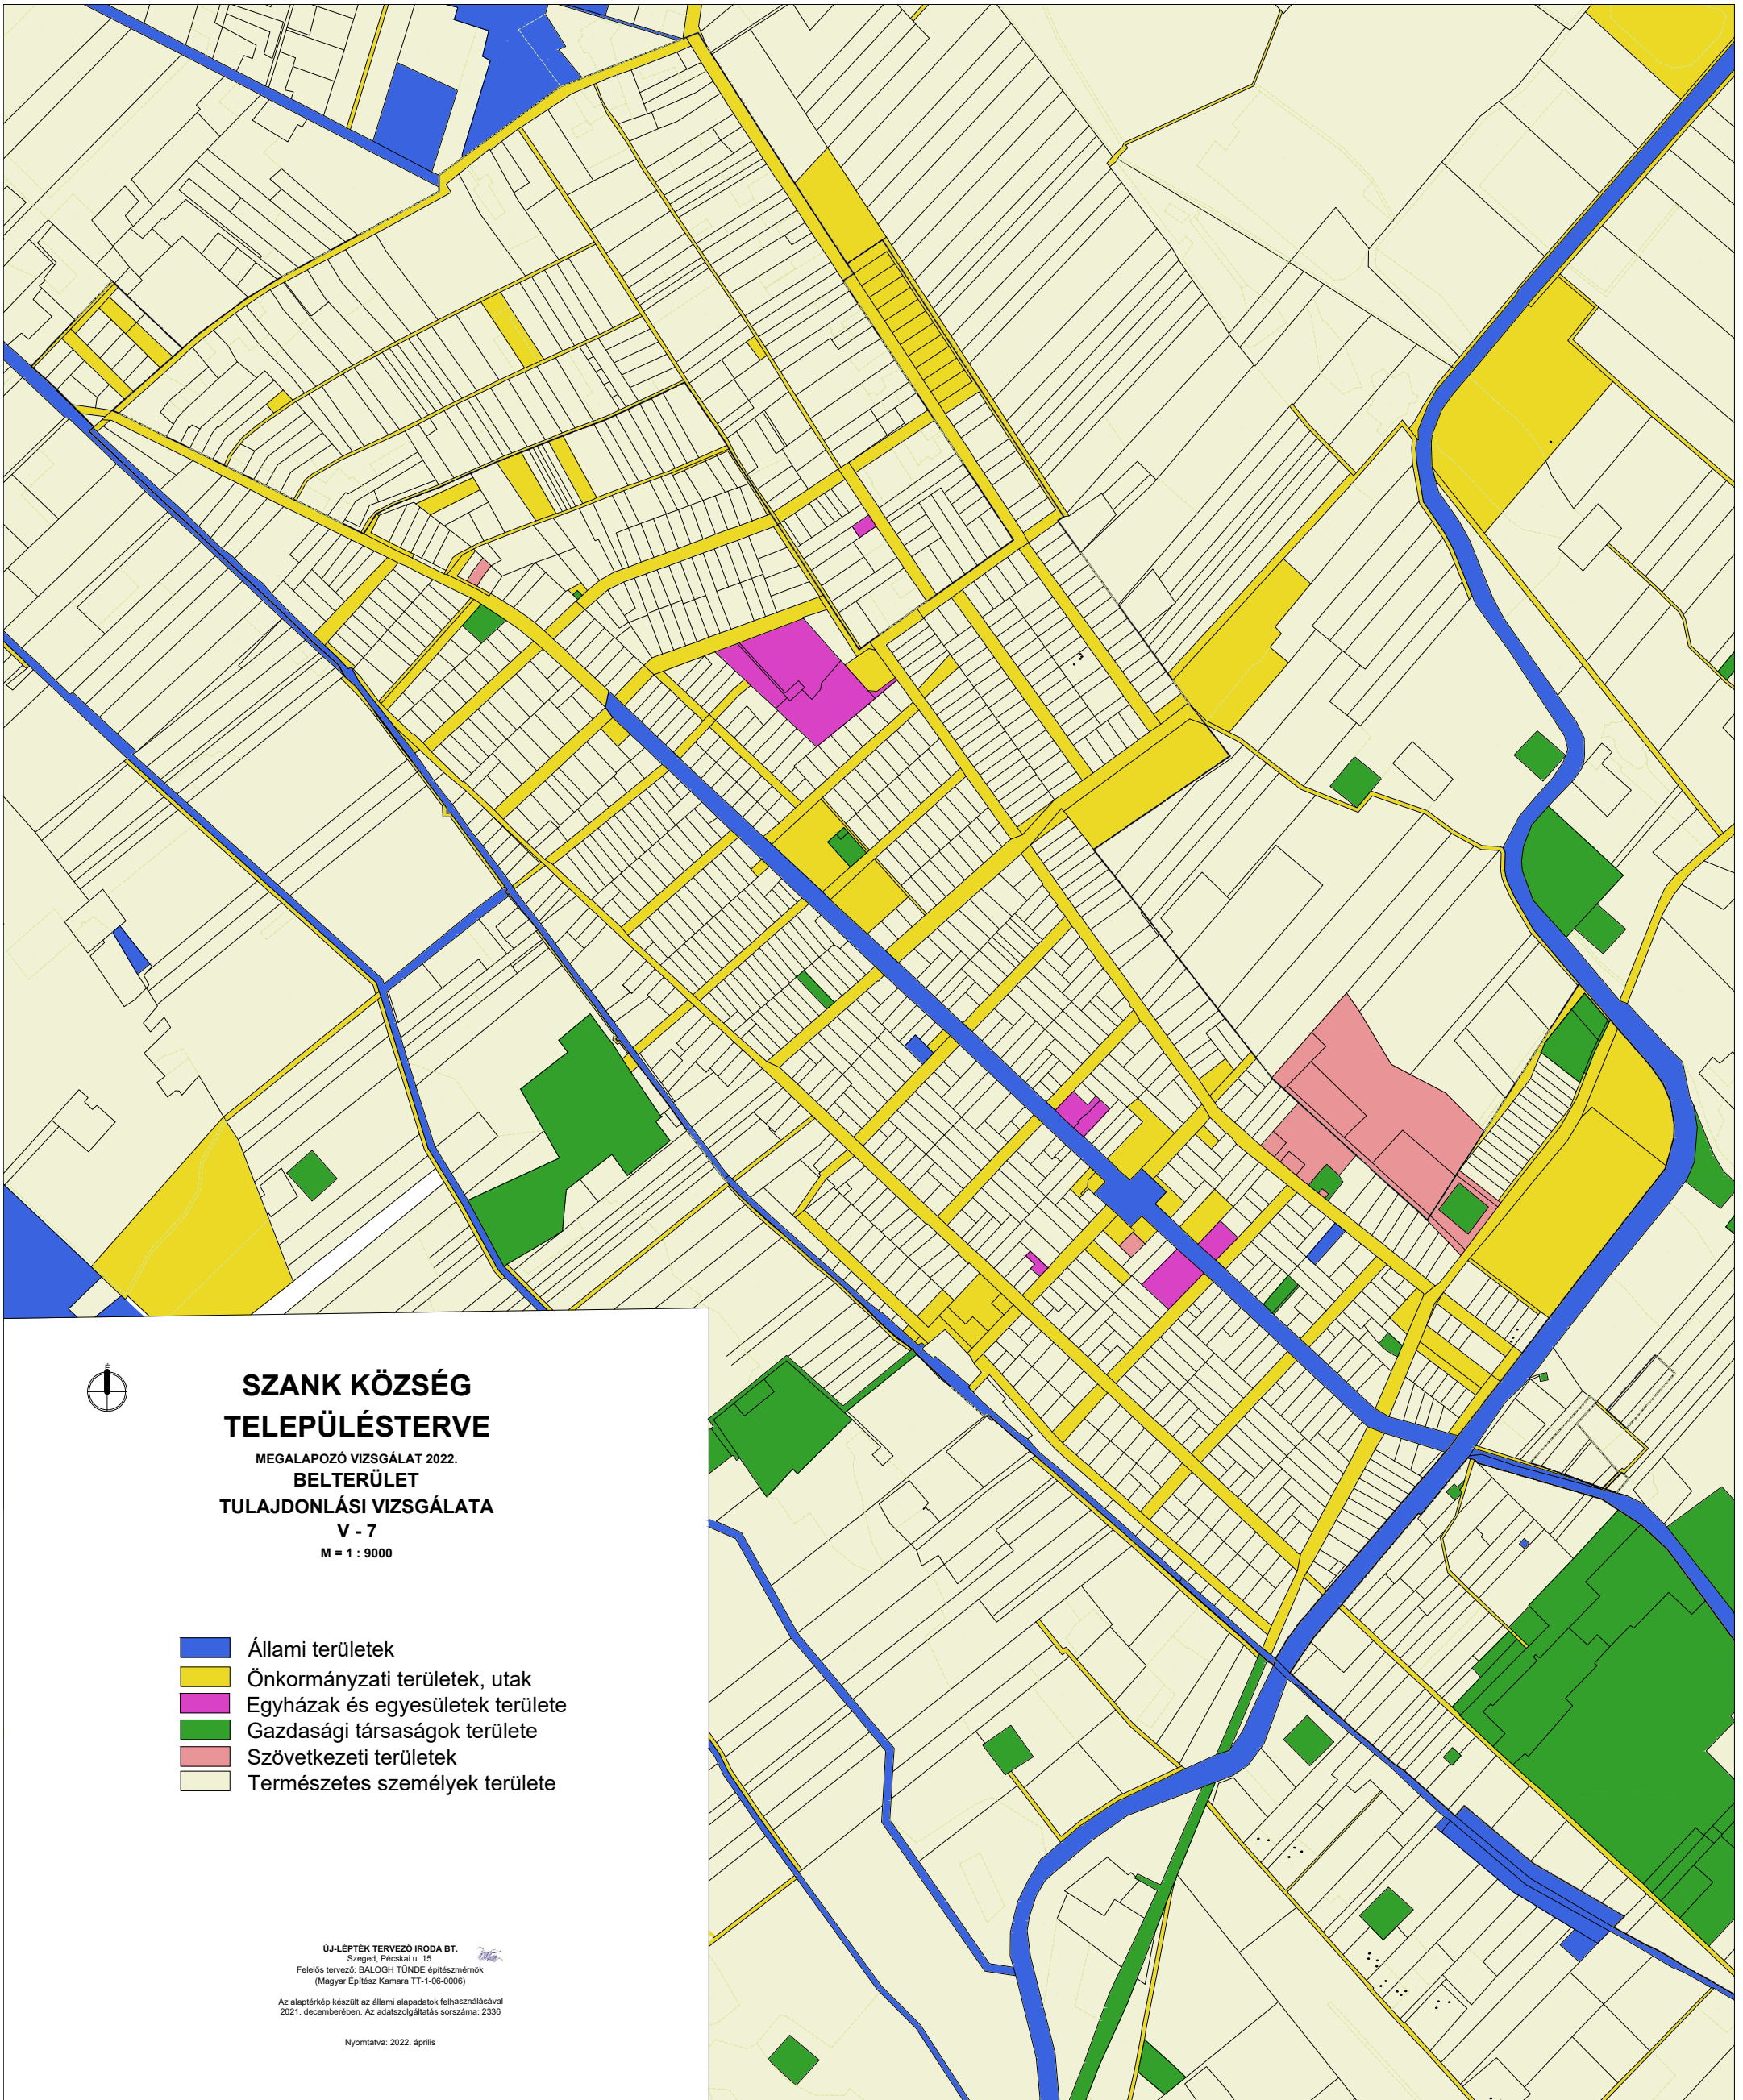 É
SZANK KÖZSÉG
TELEPÜLÉSTERVE
MEGALAPOZÓ VIZSGÁLAT 2022.
BELTERÜLET
TULAJDONLÁSI VIZSGÁLATA
V - 7
M = 1 : 9000
Állami területek
Önkormányzati területek, utak
Egyházak és egyesületek területe
Gazdasági társaságok területe
Szövetkezeti területek
Természetes személyek területe
ÚJ-LÉPTÉK TERVEZŐ IRODA BT.
Szeged, Pécskai u. 15.
Felelős tervező: BALOGH TÜNDE építészmérnök
(Magyar Építész Kamara TT-1-06-0006)
Az alaptérkép készült az állami alapadatok felhasználásával
2021. decemberében. Az adatszolgáltatás sorszáma: 2336
Nyomtatva: 2022. április